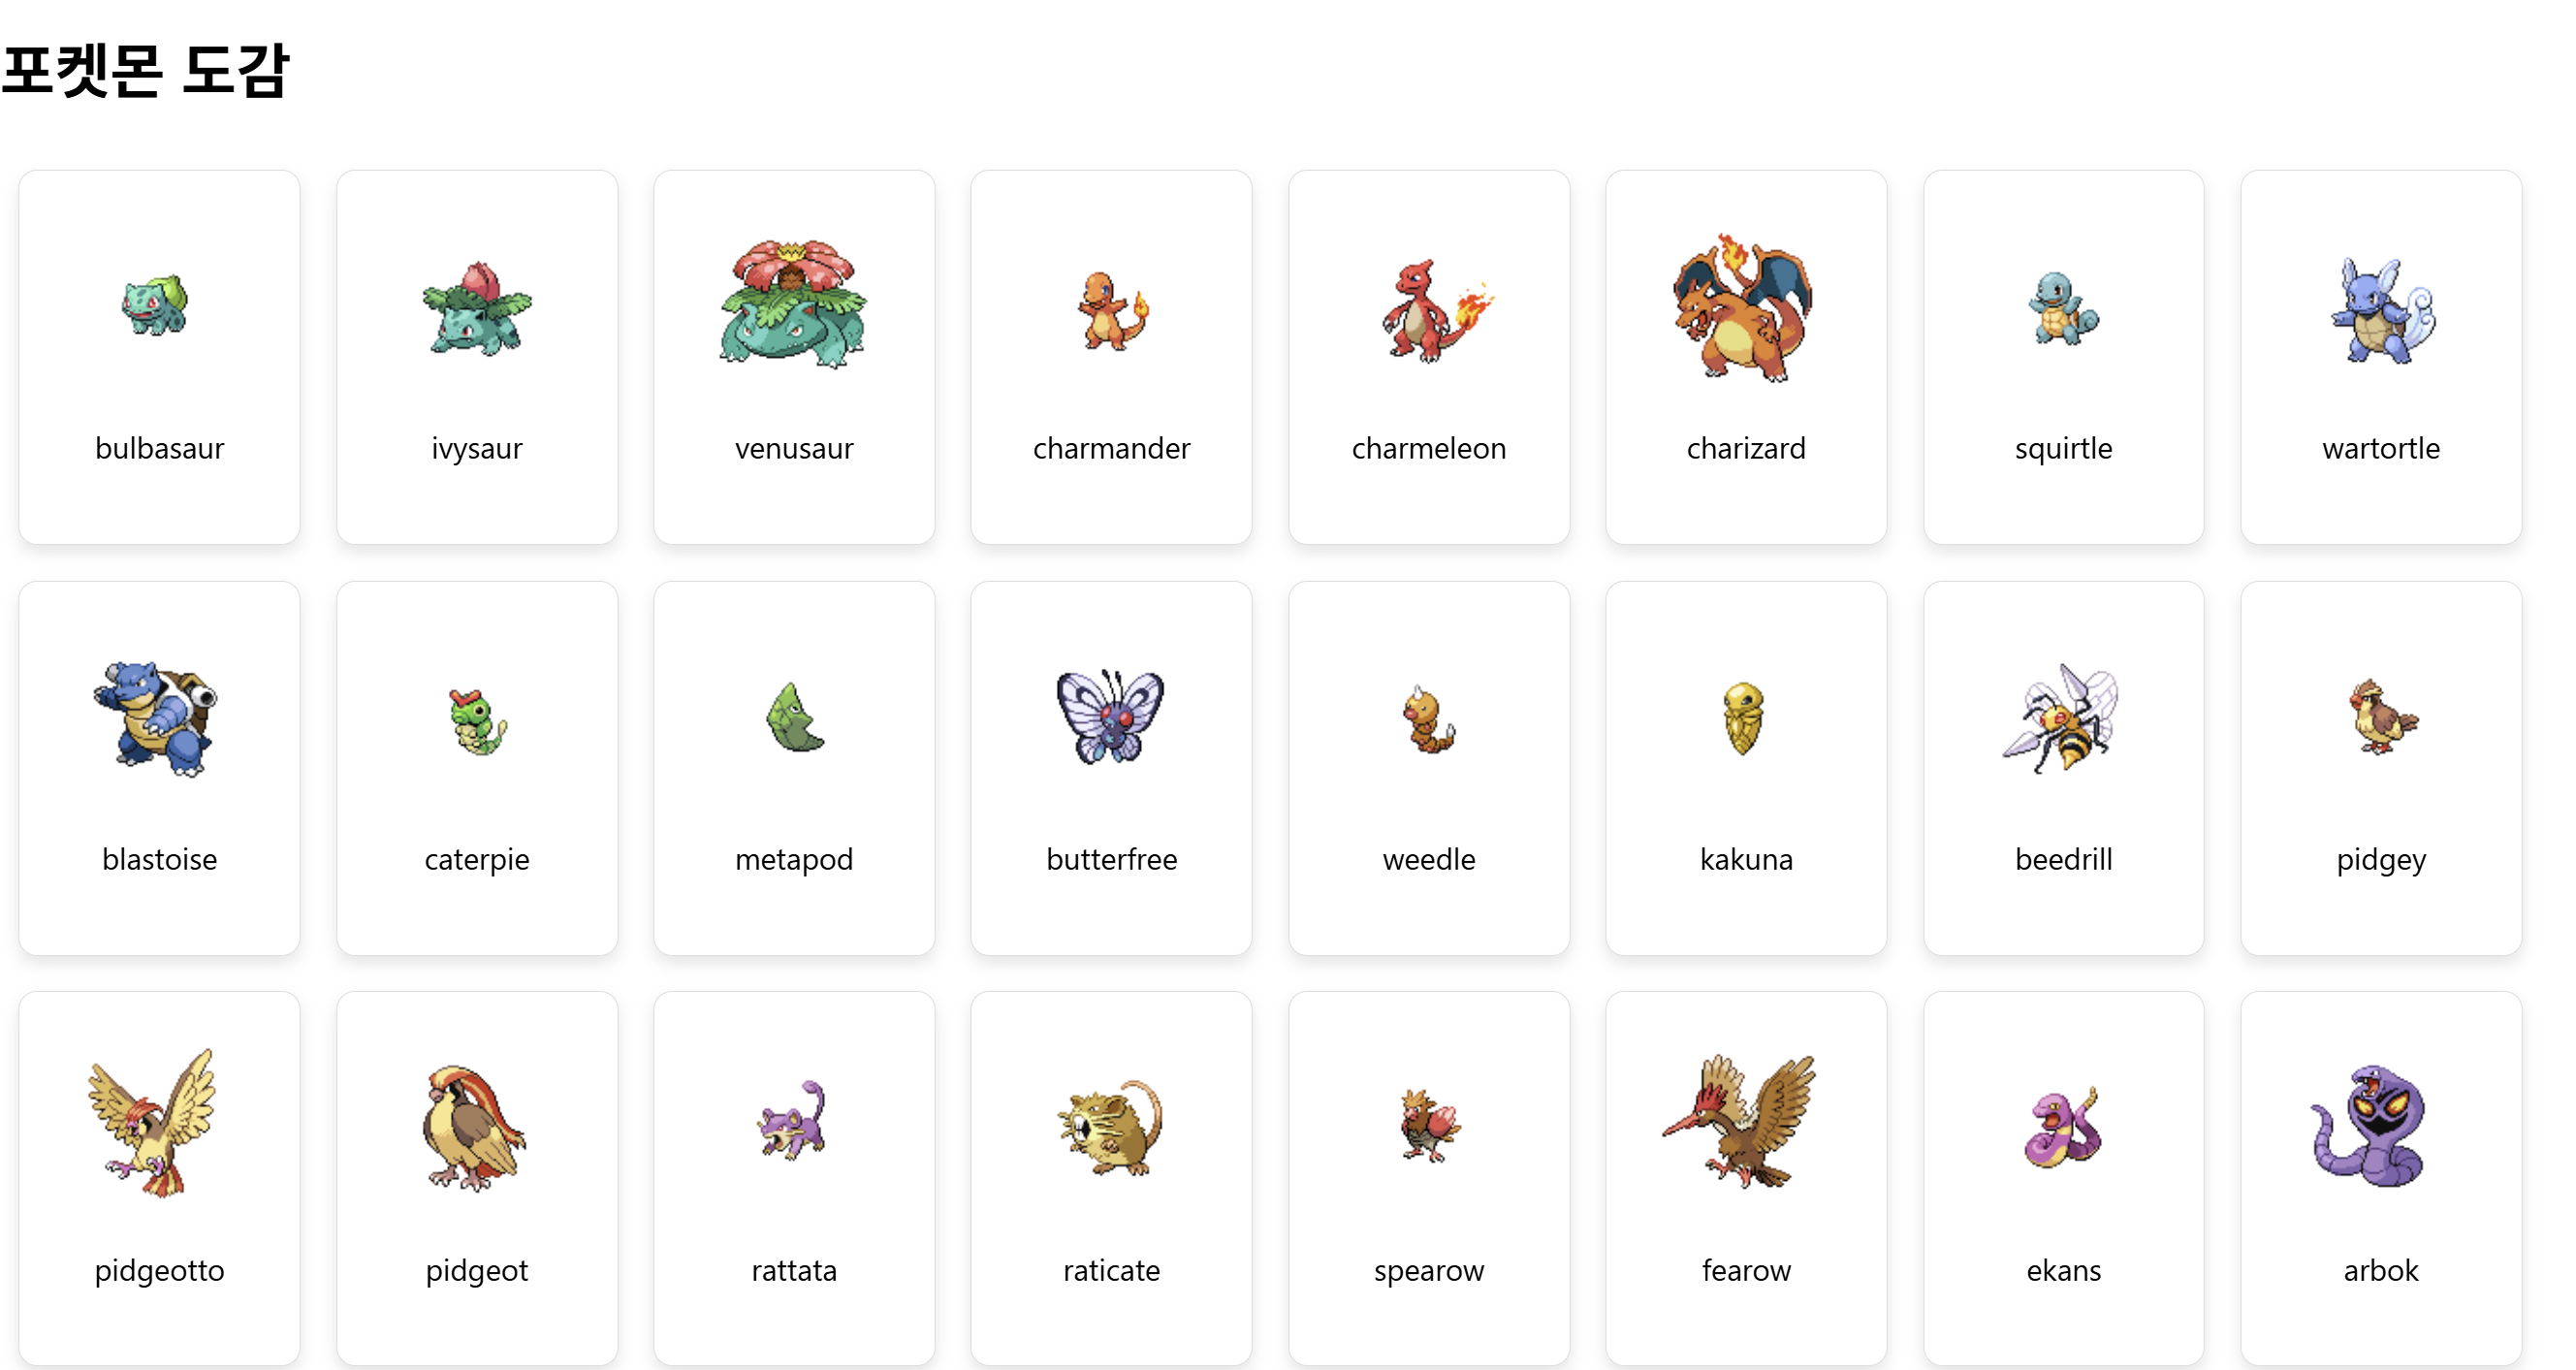 포켓몬 도감
bulbasaur ivysaur venusaur charmander charmeleon charizard squirtle wartortle
blastoise caterpie metapod butterfree weedle kakuna beedrill pidgey
pidgeotto pidgeot rattata raticate spearow fearow ekans arbok